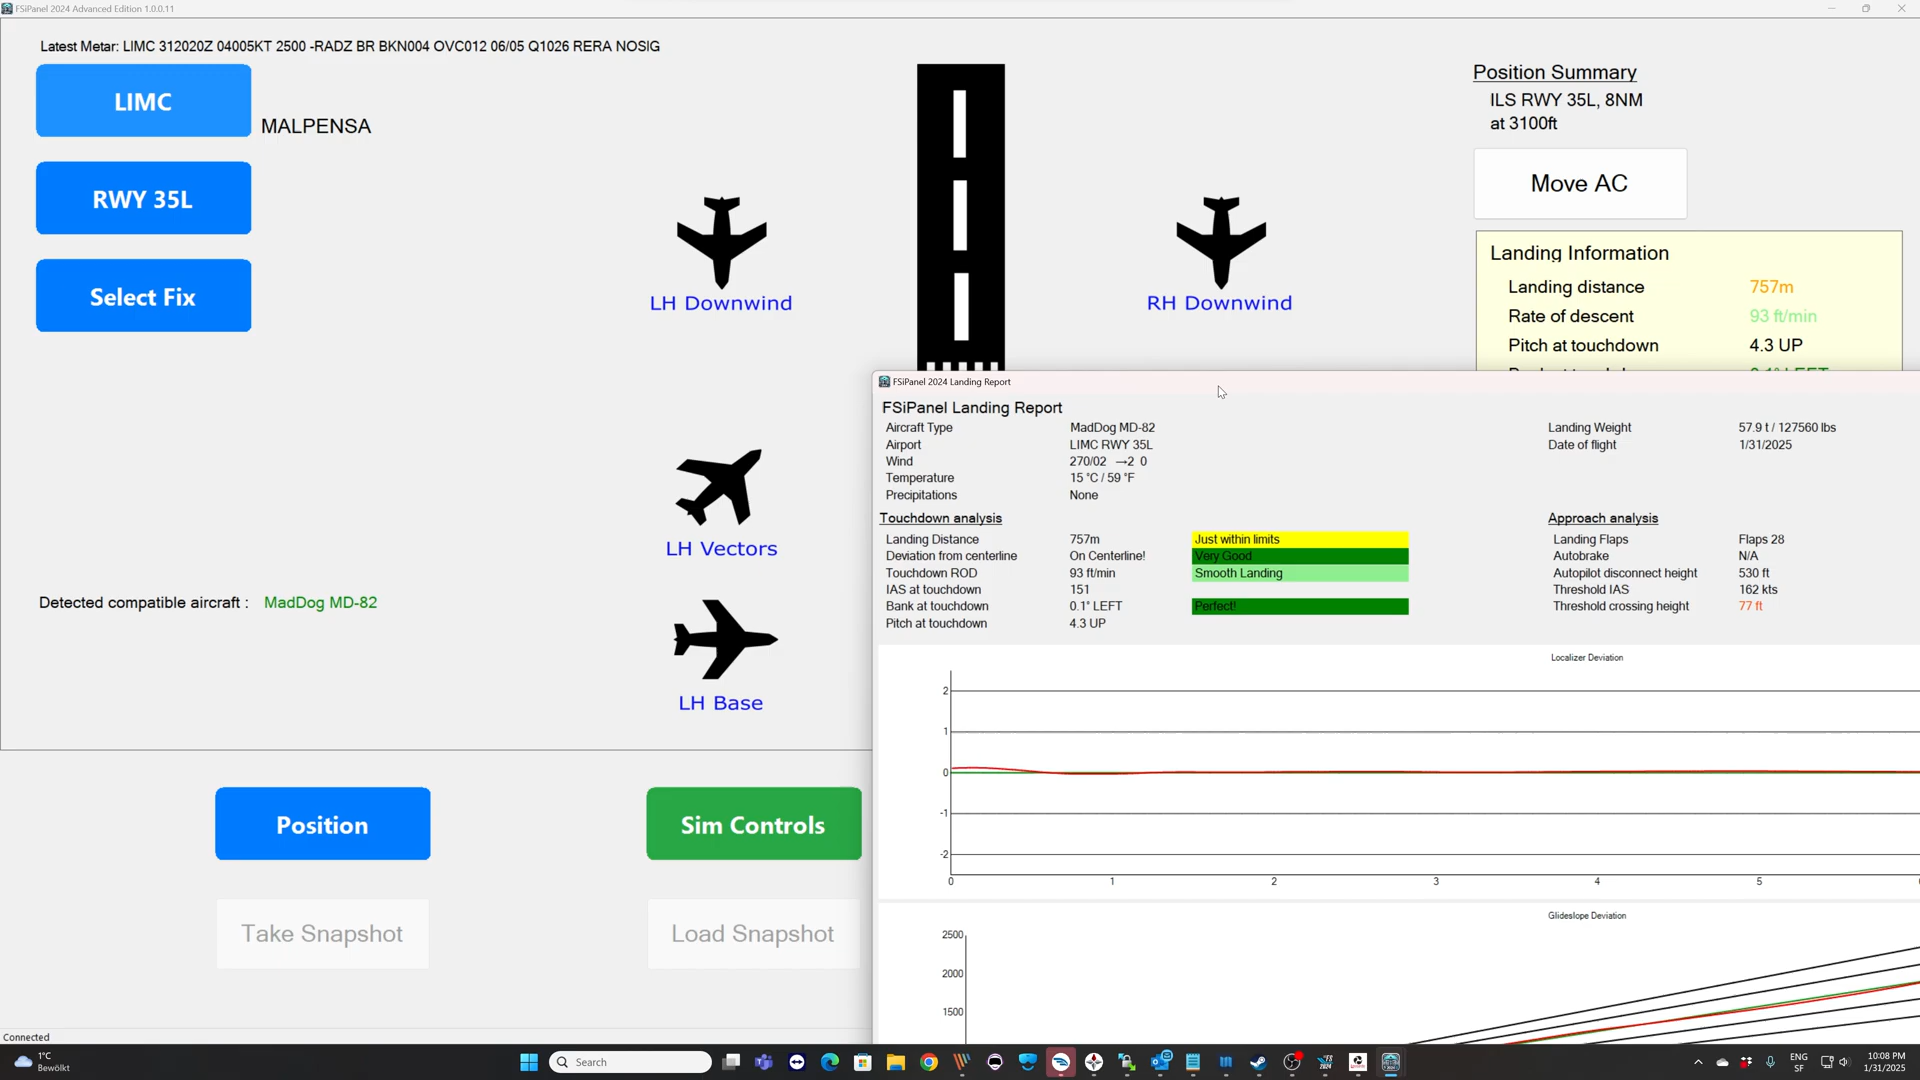 FSiPanel 2024 Advanced Edition 1.0.0.11
Latest Metar: LIMC 312020Z 04005KT 2500 -RADZ BR BKN004 OVC012 06/05 Q1026 RERA NOSIG
LIMC
MALPENSA
RWY 35L
Select Fix
LH Downwind
RH Downwind
LH Vectors
LH Base
Detected compatible aircraft : MadDog MD-82
Position Summary
ILS RWY 35L, 8NM
at 3100ft
Move AC
Landing Information
Landing distance 757m
Rate of descent 93 ft/min
Pitch at touchdown 4.3 UP
FSiPanel 2024 Landing Report
FSiPanel Landing Report
Aircraft Type MadDog MD-82
Airport LIMC RWY 35L
Wind 270/02 →2 0
Temperature 15 °C / 59 °F
Precipitations None
Landing Weight 57.9 t / 127560 lbs
Date of flight 1/31/2025
Touchdown analysis
Landing Distance 757m Just within limits
Deviation from centerline On Centerline! Very Good
Touchdown ROD 93 ft/min Smooth Landing
IAS at touchdown 151
Bank at touchdown 0.1° LEFT Perfect!
Pitch at touchdown 4.3 UP
Approach analysis
Landing Flaps Flaps 28
Autobrake N/A
Autopilot disconnect height 530 ft
Threshold IAS 162 kts
Threshold crossing height 77 ft
Localizer Deviation
2
1
0
-1
-2
0 1 2 3 4 5
Glideslope Deviation
2500
2000
1500
Position
Sim Controls
Take Snapshot
Load Snapshot
Connected
1°C
Bewölkt
Search
ENG
SF
10:08 PM
1/31/2025